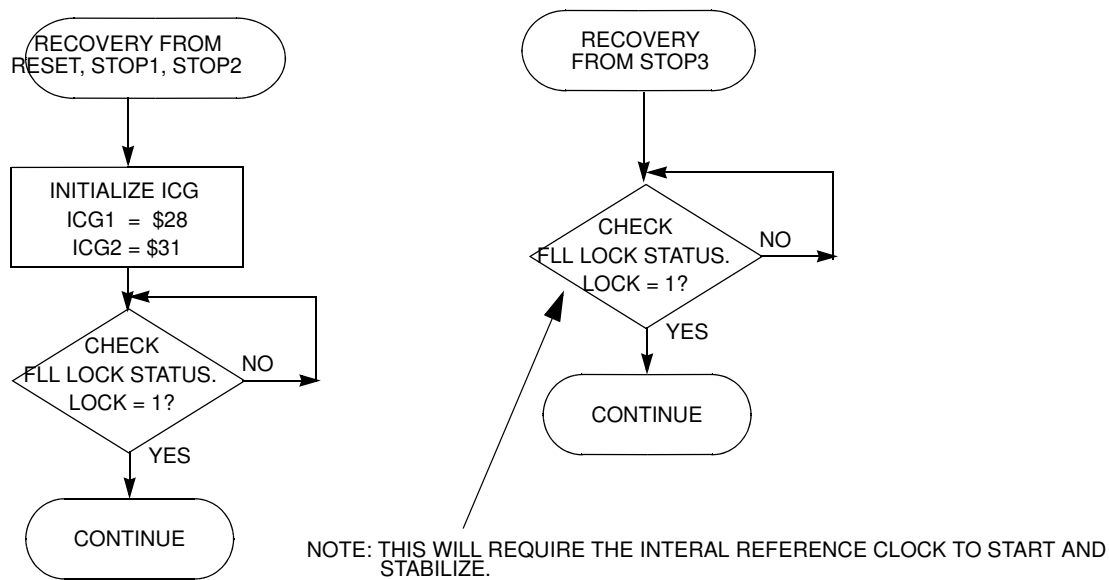 RECOVERY FROM
RESET, STOP1, STOP2
INITIALIZE ICG
ICG1 = $28
ICG2 = $31
CHECK
FLL LOCK STATUS.
LOCK = 1?
NO
YES
CONTINUE
RECOVERY
FROM STOP3
CHECK
FLL LOCK STATUS.
LOCK = 1?
NO
YES
CONTINUE
NOTE: THIS WILL REQUIRE THE INTERAL REFERENCE CLOCK TO START AND
STABILIZE.